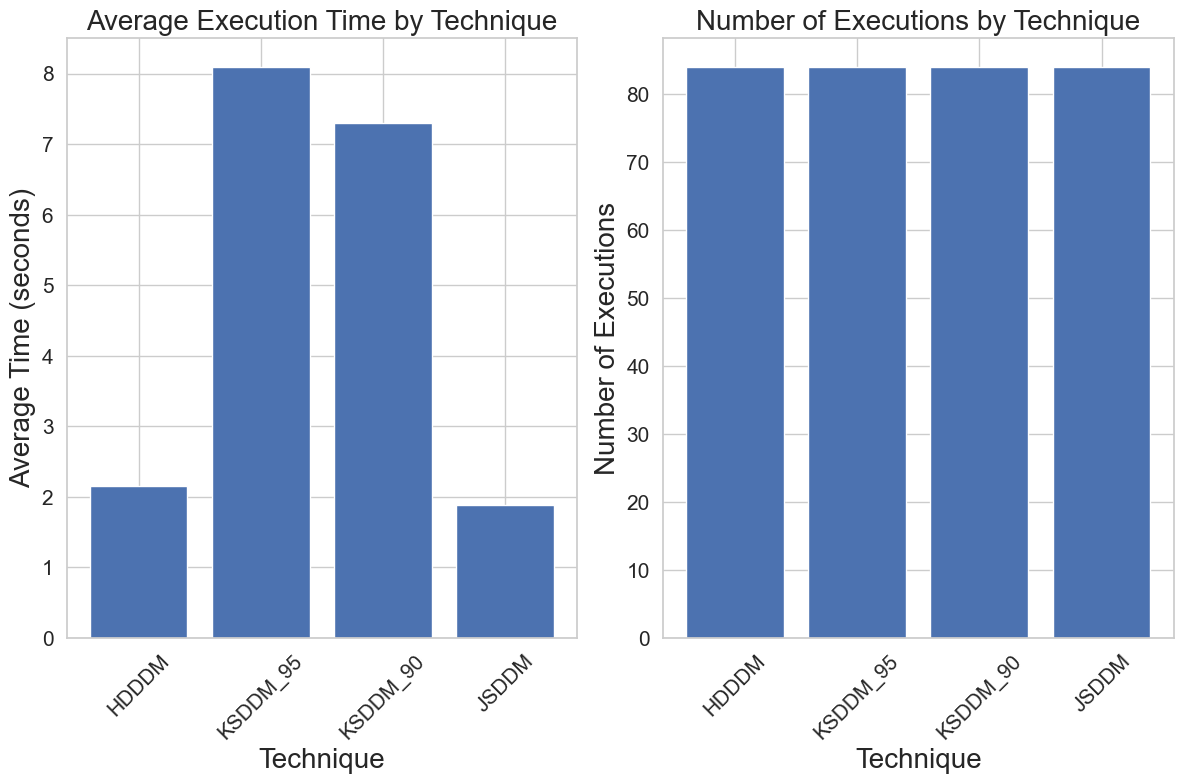 Average Execution Time by Technique
Average Time (seconds)
8
7
6
5
4
3
2
1
0
HDDDM
KSDDM_95
KSDDM_90
JSDDM
Technique
Number of Executions by Technique
Number of Executions
80
70
60
50
40
30
20
10
0
HDDDM
KSDDM_95
KSDDM_90
JSDDM
Technique